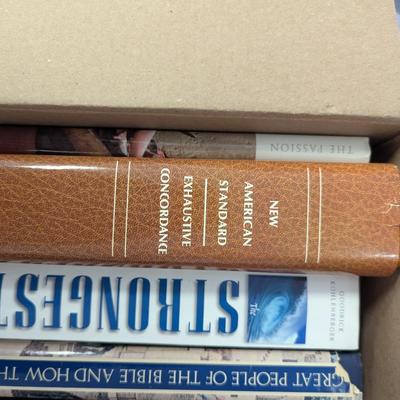 THE PASSION
NEW
AMERICAN
STANDARD
EXHAUSTIVE
CONCORDANCE
GOODRICK
KOHLENBERGER
The
STRONGEST
GREAT PEOPLE OF THE BIBLE AND HOW TH